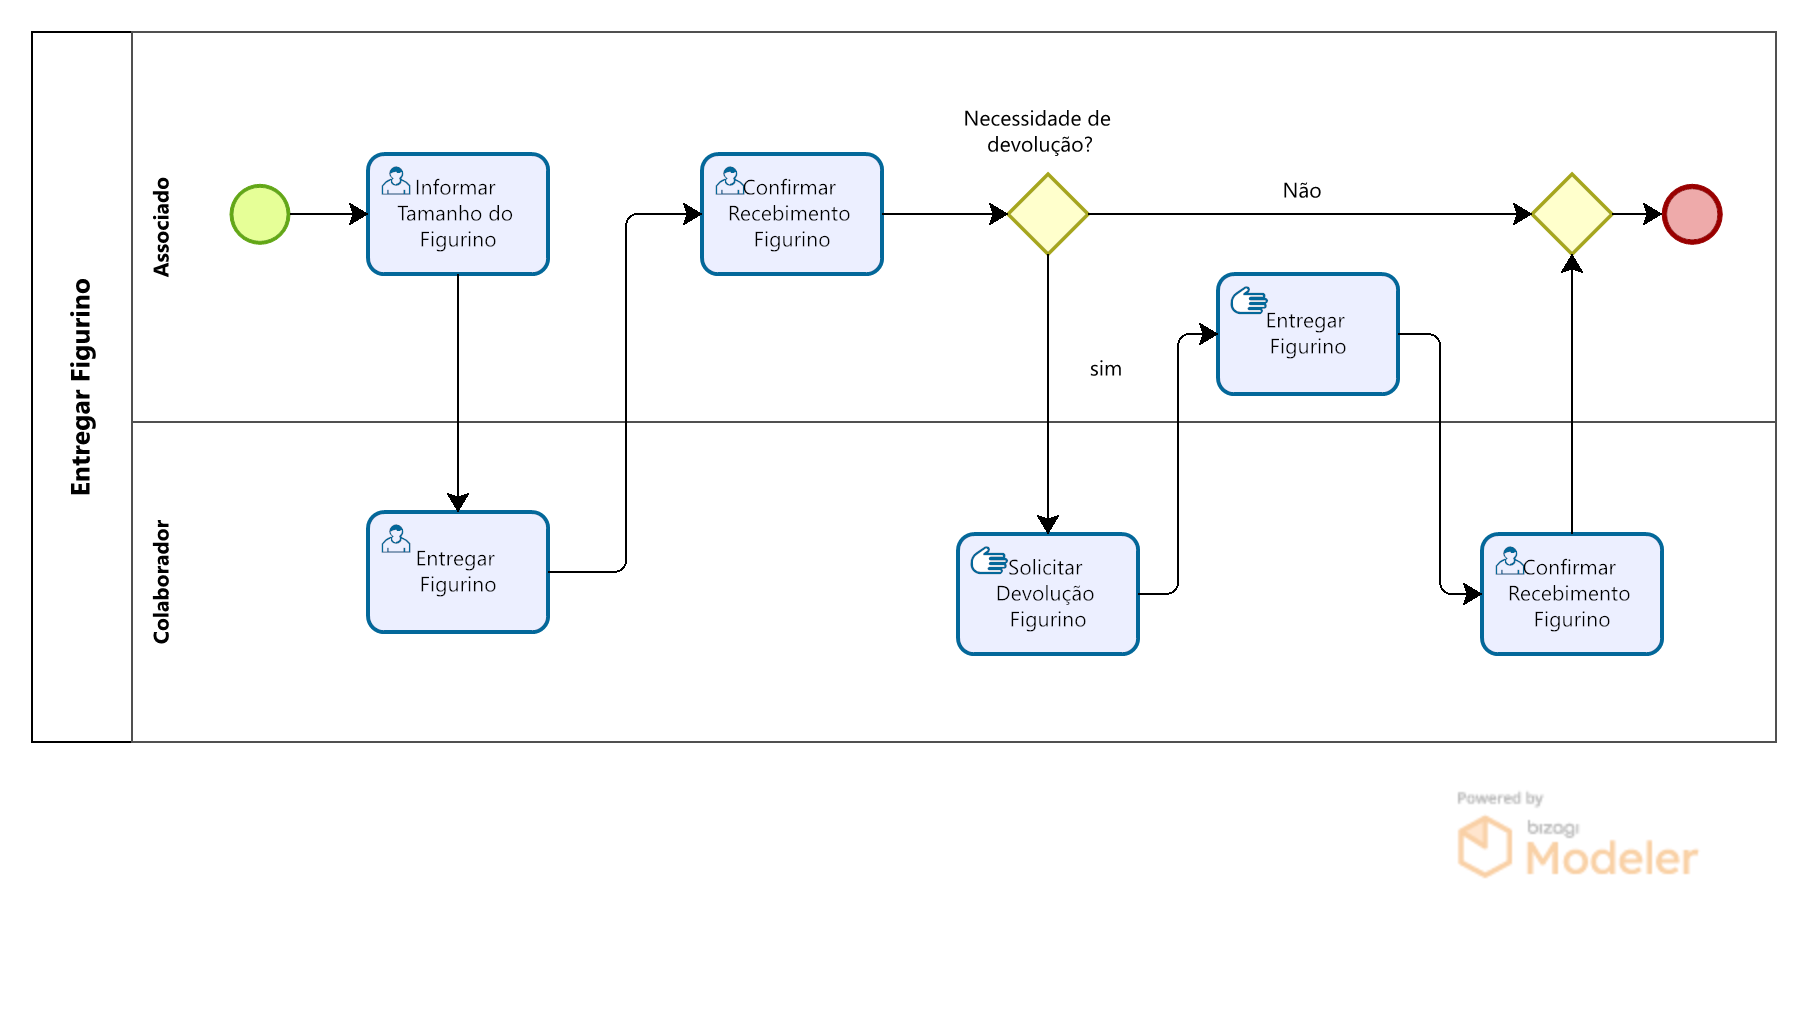 Entregar Figurino
Associado
Colaborador
Informar
Tamanho do
Figurino
Confirmar
Recebimento
Figurino
Necessidade de
devolução?
Não
sim
Entregar
Figurino
Entregar
Figurino
Solicitar
Devolução
Figurino
Confirmar
Recebimento
Figurino
Powered by
bizagi
Modeler